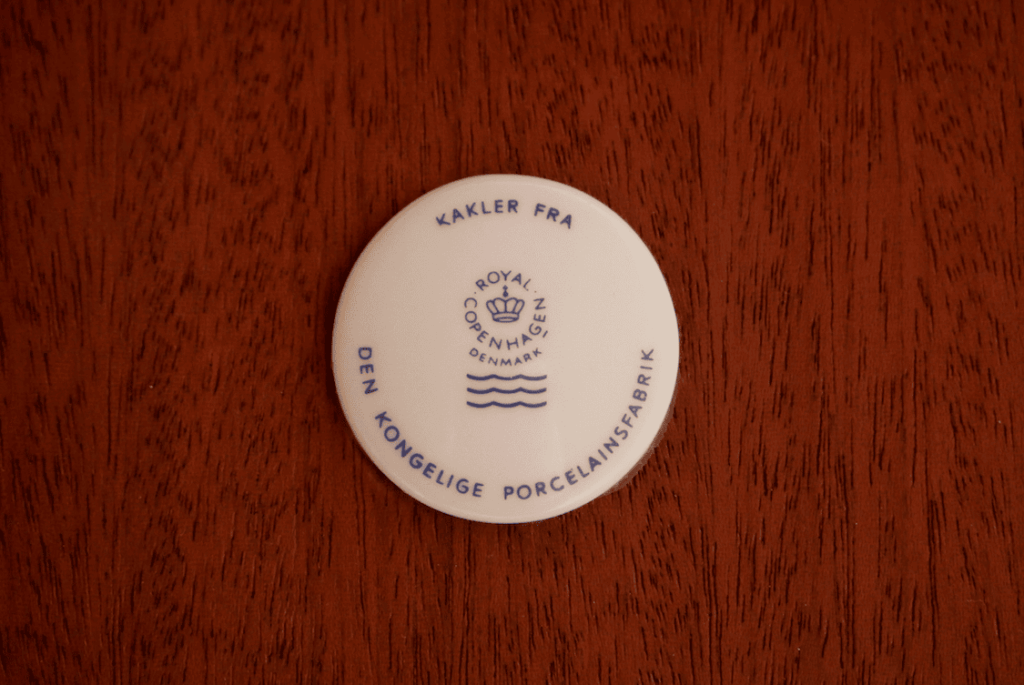 KAKLER FRA
ROYAL
COPENHAGEN
DENMARK
DEN KONGELIGE PORCELAINSFABRIK